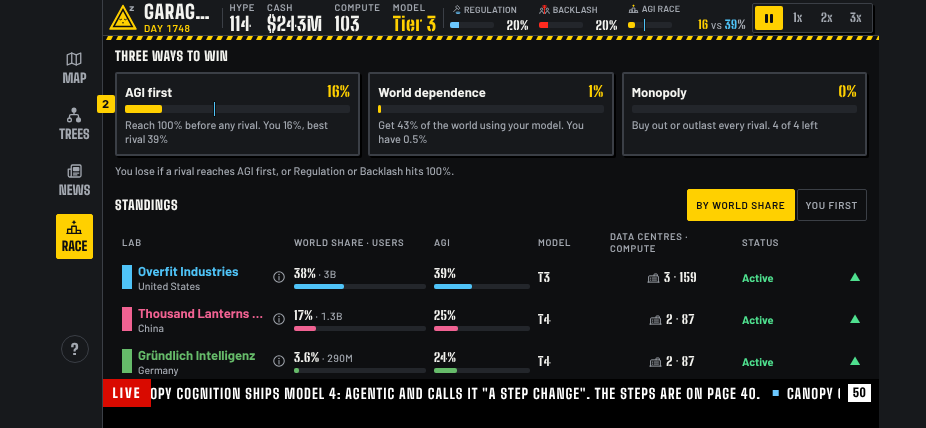 GARAG...
DAY 1748
HYPE
114
CASH
$243M
COMPUTE
103
MODEL
Tier 3
REGULATION
20%
BACKLASH
20%
AGI RACE
16 vs 39%
1x
2x
3x
MAP
2
TREES
NEWS
RACE
?
THREE WAYS TO WIN
AGI first
16%
Reach 100% before any rival. You 16%, best
rival 39%
World dependence
1%
Get 43% of the world using your model. You
have 0.5%
Monopoly
0%
Buy out or outlast every rival. 4 of 4 left
You lose if a rival reaches AGI first, or Regulation or Backlash hits 100%.
STANDINGS
BY WORLD SHARE
YOU FIRST
LAB
WORLD SHARE · USERS
AGI
MODEL
DATA CENTRES ·
COMPUTE
STATUS
Overfit Industries
United States
38% · 3B
39%
T3
3 · 159
Active
Thousand Lanterns ...
China
17% · 1.3B
25%
T4
2 · 87
Active
Gründlich Intelligenz
Germany
3.6% · 290M
24%
T4
2 · 87
Active
LIVE
OPY COGNITION SHIPS MODEL 4: AGENTIC AND CALLS IT "A STEP CHANGE". THE STEPS ARE ON PAGE 40. ▪ CANOPY
50